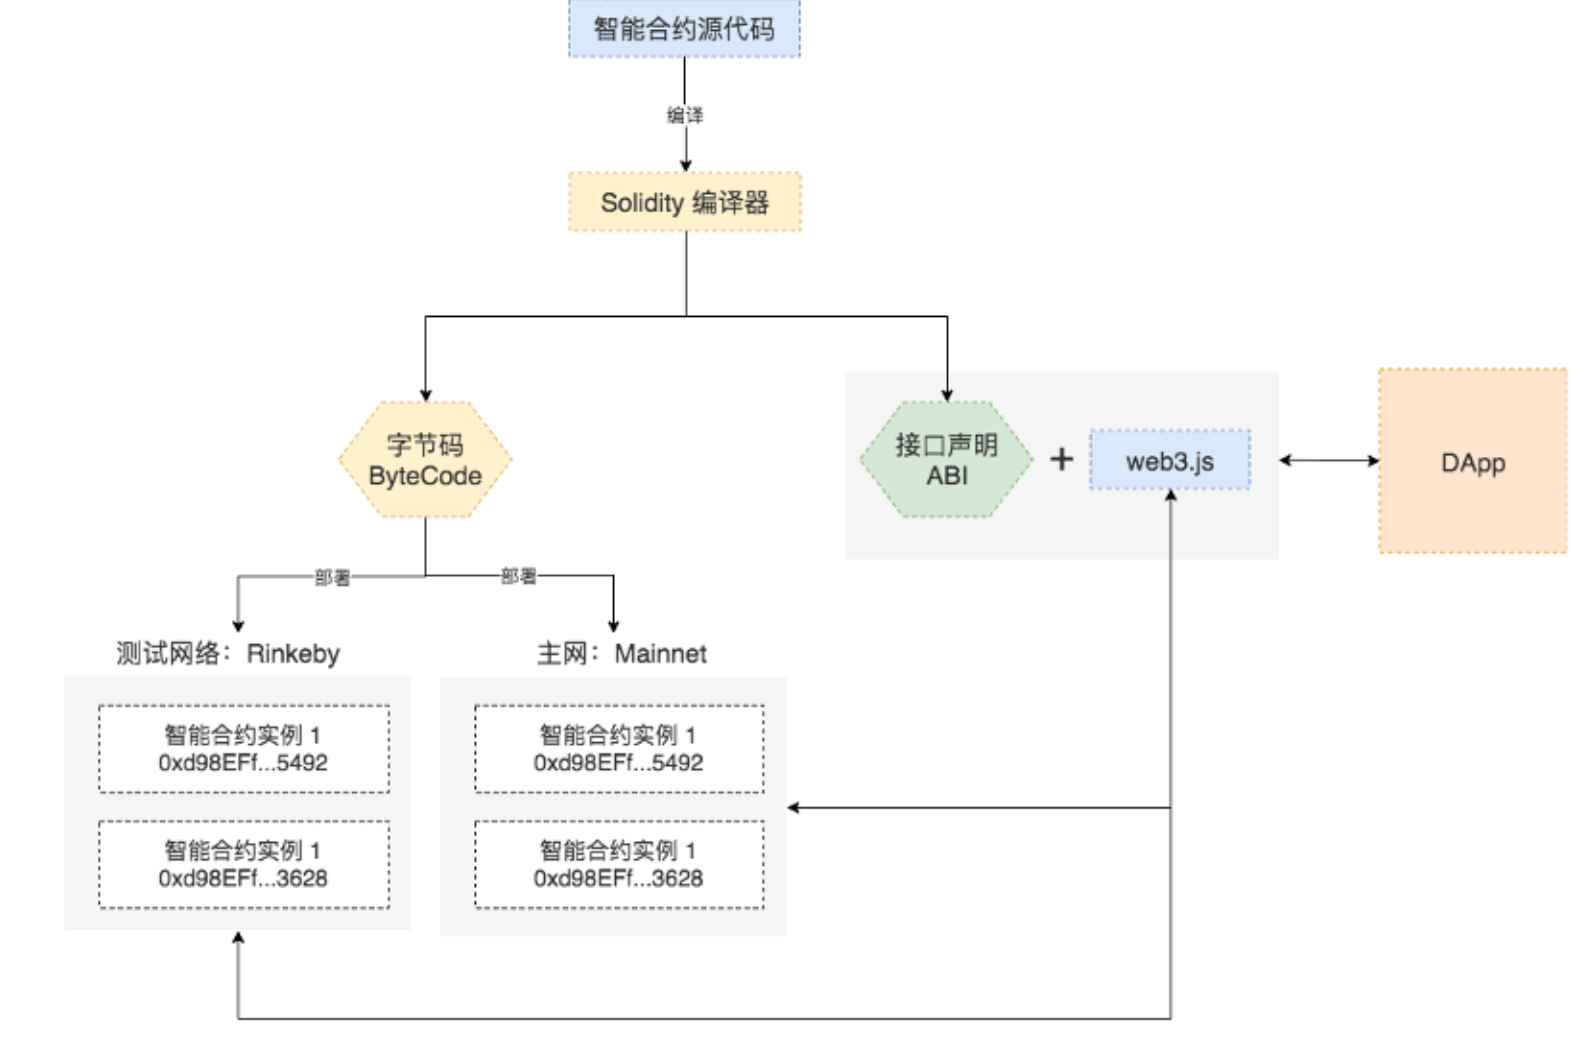 智能合约源代码
编译
Solidity 编译器
字节码
ByteCode
接口声明
ABI
+
web3.js
DApp
部署
部署
测试网络：Rinkeby
主网：Mainnet
智能合约实例 1
0xd98EFf...5492
智能合约实例 1
0xd98EFf...3628
智能合约实例 1
0xd98EFf...5492
智能合约实例 1
0xd98EFf...3628